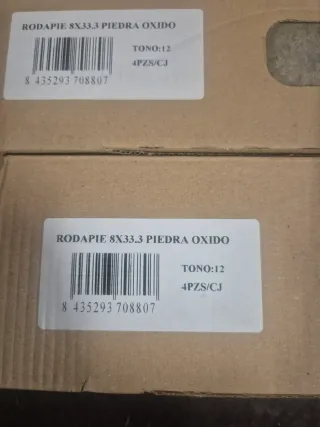 RODAPIE 8X33.3 PIEDRA OXIDO
TONO:12
4PZS/CJ
8 435293 708807
RODAPIE 8X33.3 PIEDRA OXIDO
TONO:12
4PZS/CJ
8 435293 708807